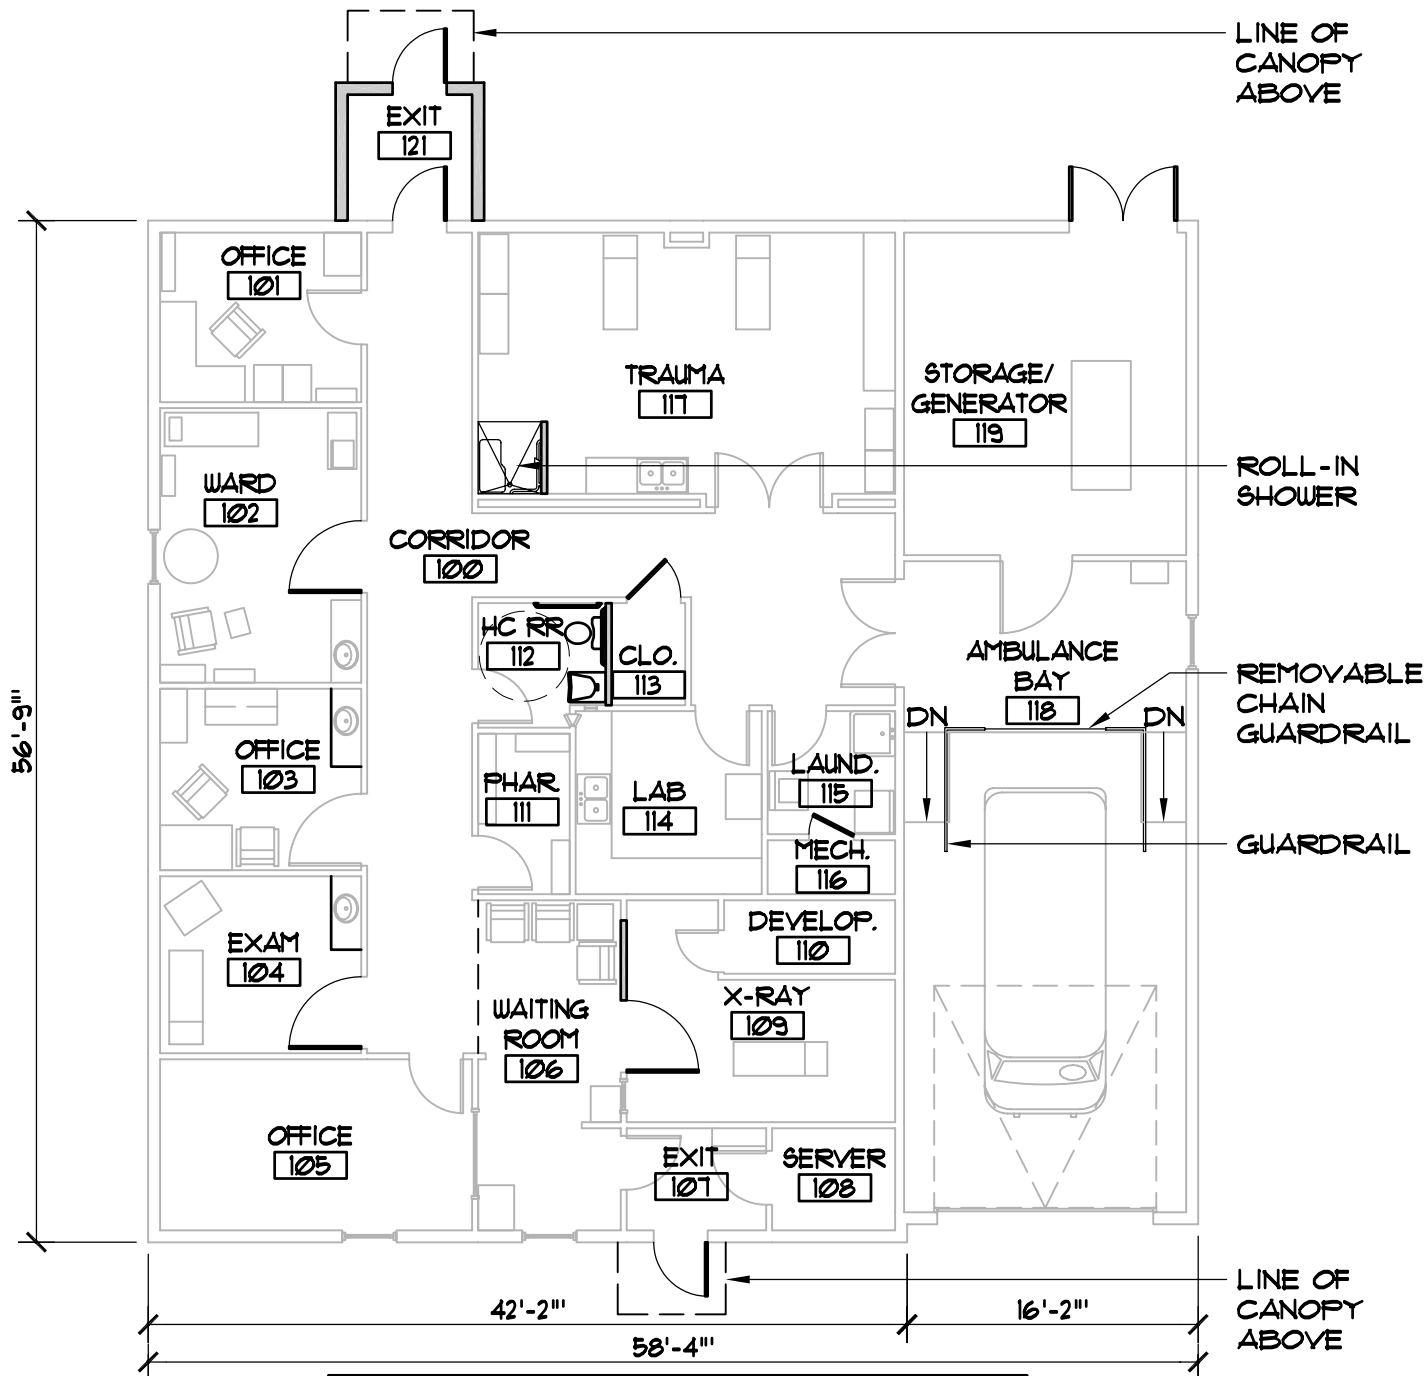 LINE OF
CANOPY
ABOVE
EXIT
121
OFFICE
101
TRAUMA
117
STORAGE/
GENERATOR
119
ROLL-IN
SHOWER
WARD
102
CORRIDOR
100
HC RR
112
CLO.
113
AMBULANCE
BAY
118
REMOVABLE
CHAIN
GUARDRAIL
DN
DN
56'-9"'
OFFICE
103
PHAR.
111
LAB
114
LAUND.
115
GUARDRAIL
MECH.
116
EXAM
104
DEVELOP.
110
WAITING
ROOM
106
X-RAY
109
OFFICE
105
EXIT
107
SERVER
108
LINE OF
CANOPY
ABOVE
42'-2"'
16'-2"'
58'-4"'